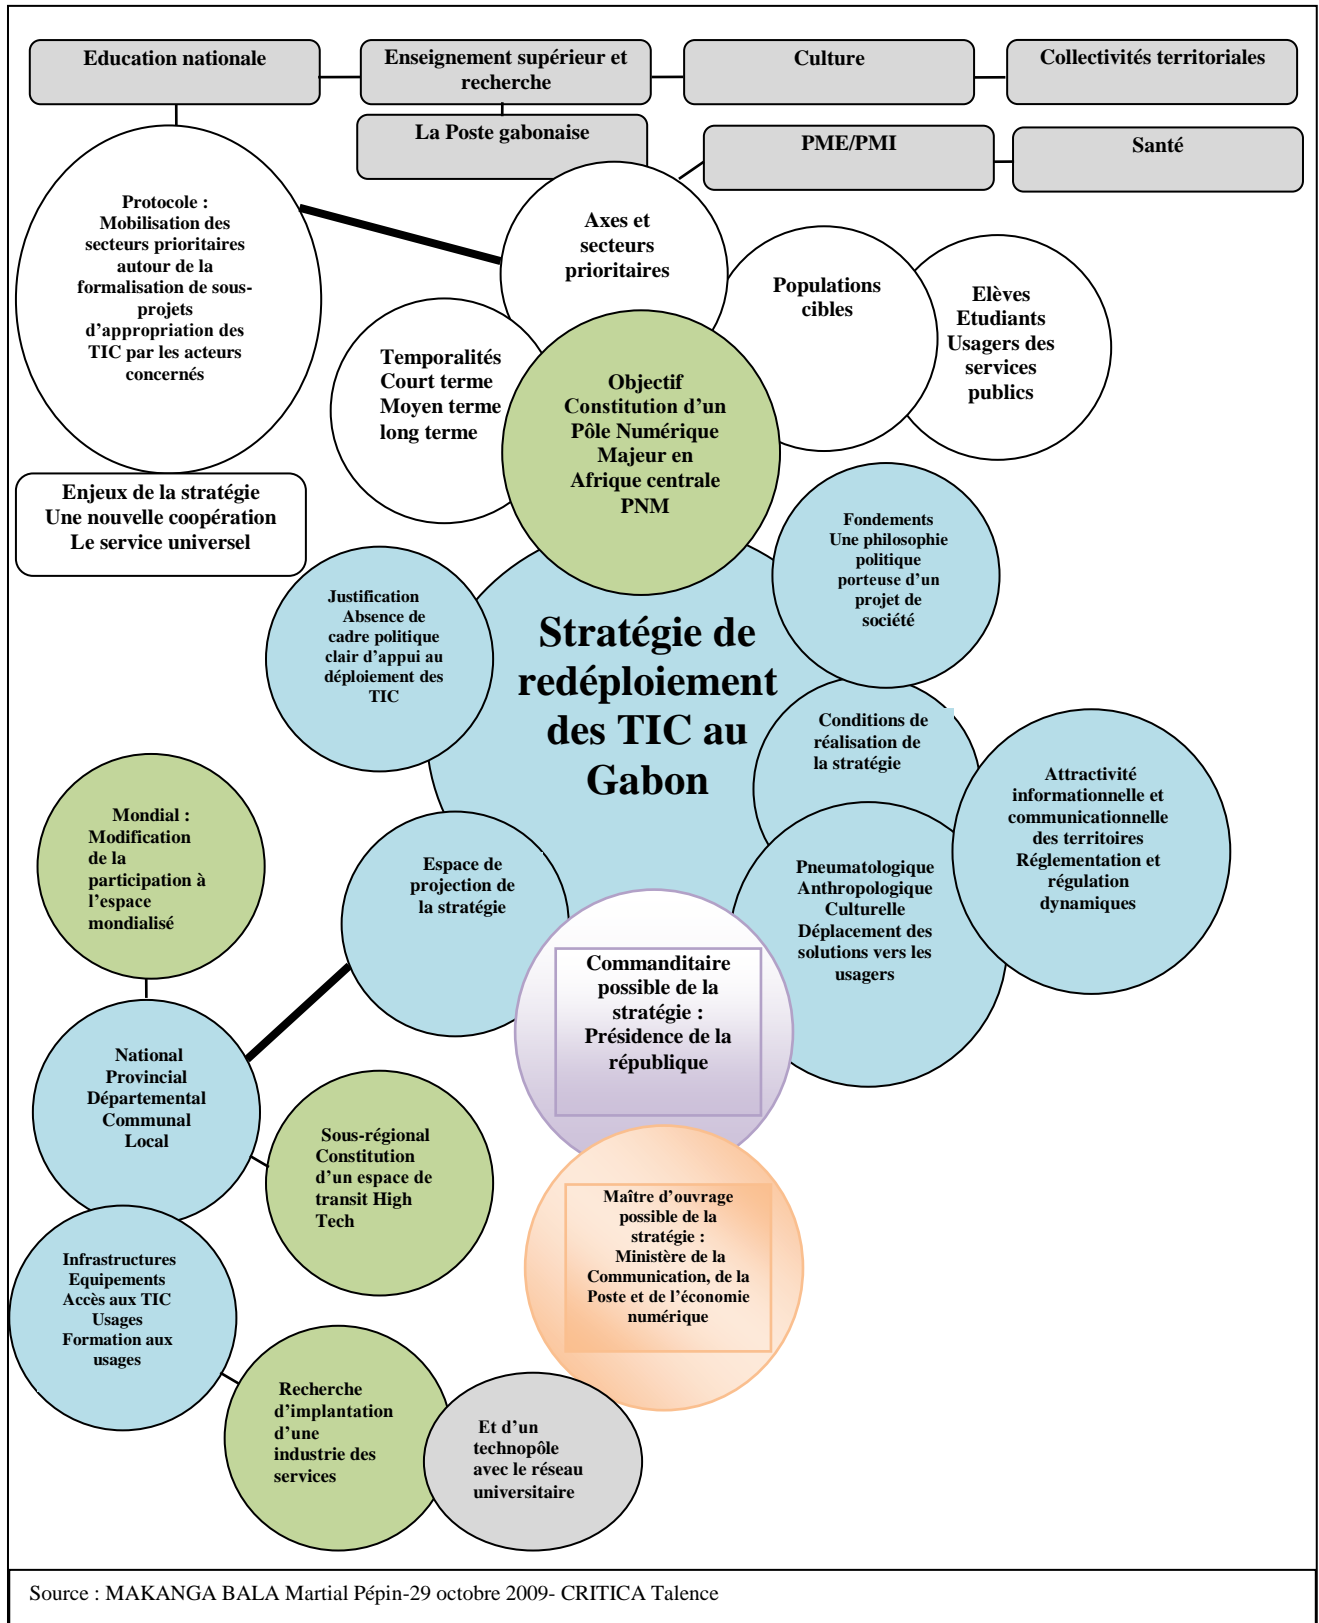 Education nationale
Enseignement supérieur et
recherche
Culture
Collectivités territoriales
La Poste gabonaise
PME/PMI
Santé
Protocole :
Mobilisation des
secteurs prioritaires
autour de la
formalisation de sous-
projets
d’appropriation des
TIC par les acteurs
concernés
Axes et
secteurs
prioritaires
Populations
cibles
Elèves
Etudiants
Usagers des
services
publics
Temporalités
Court terme
Moyen terme
long terme
Objectif
Constitution d’un
Pôle Numérique
Majeur en
Afrique centrale
PNM
Enjeux de la stratégie
Une nouvelle coopération
Le service universel
Fondements
Une philosophie
politique
porteuse d’un
projet de
société
Justification
Absence de
cadre politique
clair d’appui au
déploiement des
TIC
Stratégie de
redéploiement
des TIC au
Gabon
Conditions de
réalisation de
la stratégie
Attractivité
informationnelle et
communicationnelle
des territoires
Réglementation et
régulation
dynamiques
Mondial :
Modification
de la
participation à
l’espace
mondialisé
Espace de
projection de
la stratégie
Pneumatologique
Anthropologique
Culturelle
Déplacement des
solutions vers les
usagers
Commanditaire
possible de la
stratégie :
Présidence de la
république
National
Provincial
Départemental
Communal
Local
Sous-régional
Constitution
d’un espace de
transit High
Tech
Maître d’ouvrage
possible de la
stratégie :
Ministère de la
Communication, de la
Poste et de l’économie
numérique
Infrastructures
Equipements
Accès aux TIC
Usages
Formation aux
usages
Recherche
d’implantation
d’une
industrie des
services
Et d’un
technopôle
avec le réseau
universitaire
Source : MAKANGA BALA Martial Pépin-29 octobre 2009- CRITICA Talence